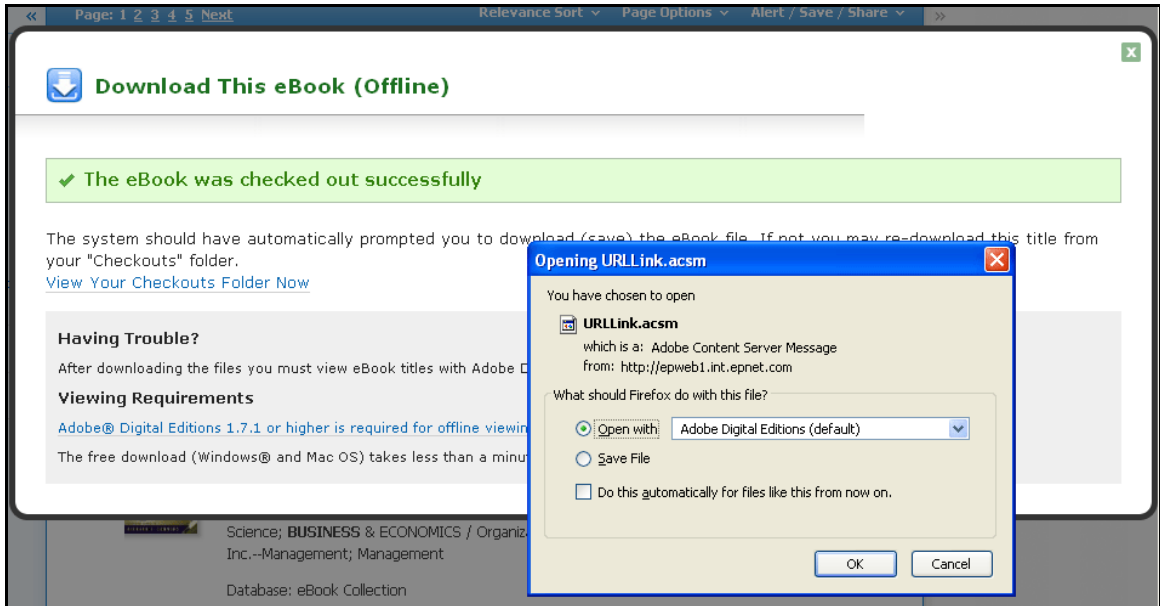 « Page: 1 2 3 4 5 Next Relevance Sort Page Options Alert / Save / Share »
Download This eBook (Offline)
The eBook was checked out successfully
The system should have automatically prompted you to download (save) the eBook file. If not you may re-download this title from
your "Checkouts" folder.
View Your Checkouts Folder Now
Having Trouble?
After downloading the files you must view eBook titles with Adobe D
Viewing Requirements
Adobe® Digital Editions 1.7.1 or higher is required for offline viewin
The free download (Windows® and Mac OS) takes less than a minu
Opening URLLink.acsm
You have chosen to open
URLLink.acsm
which is a: Adobe Content Server Message
from: http://epweb1.int.epnet.com
What should Firefox do with this file?
Open with Adobe Digital Editions (default)
Save File
Do this automatically for files like this from now on.
OK Cancel
Science; BUSINESS & ECONOMICS / Organiz
Inc.--Management; Management
Database: eBook Collection